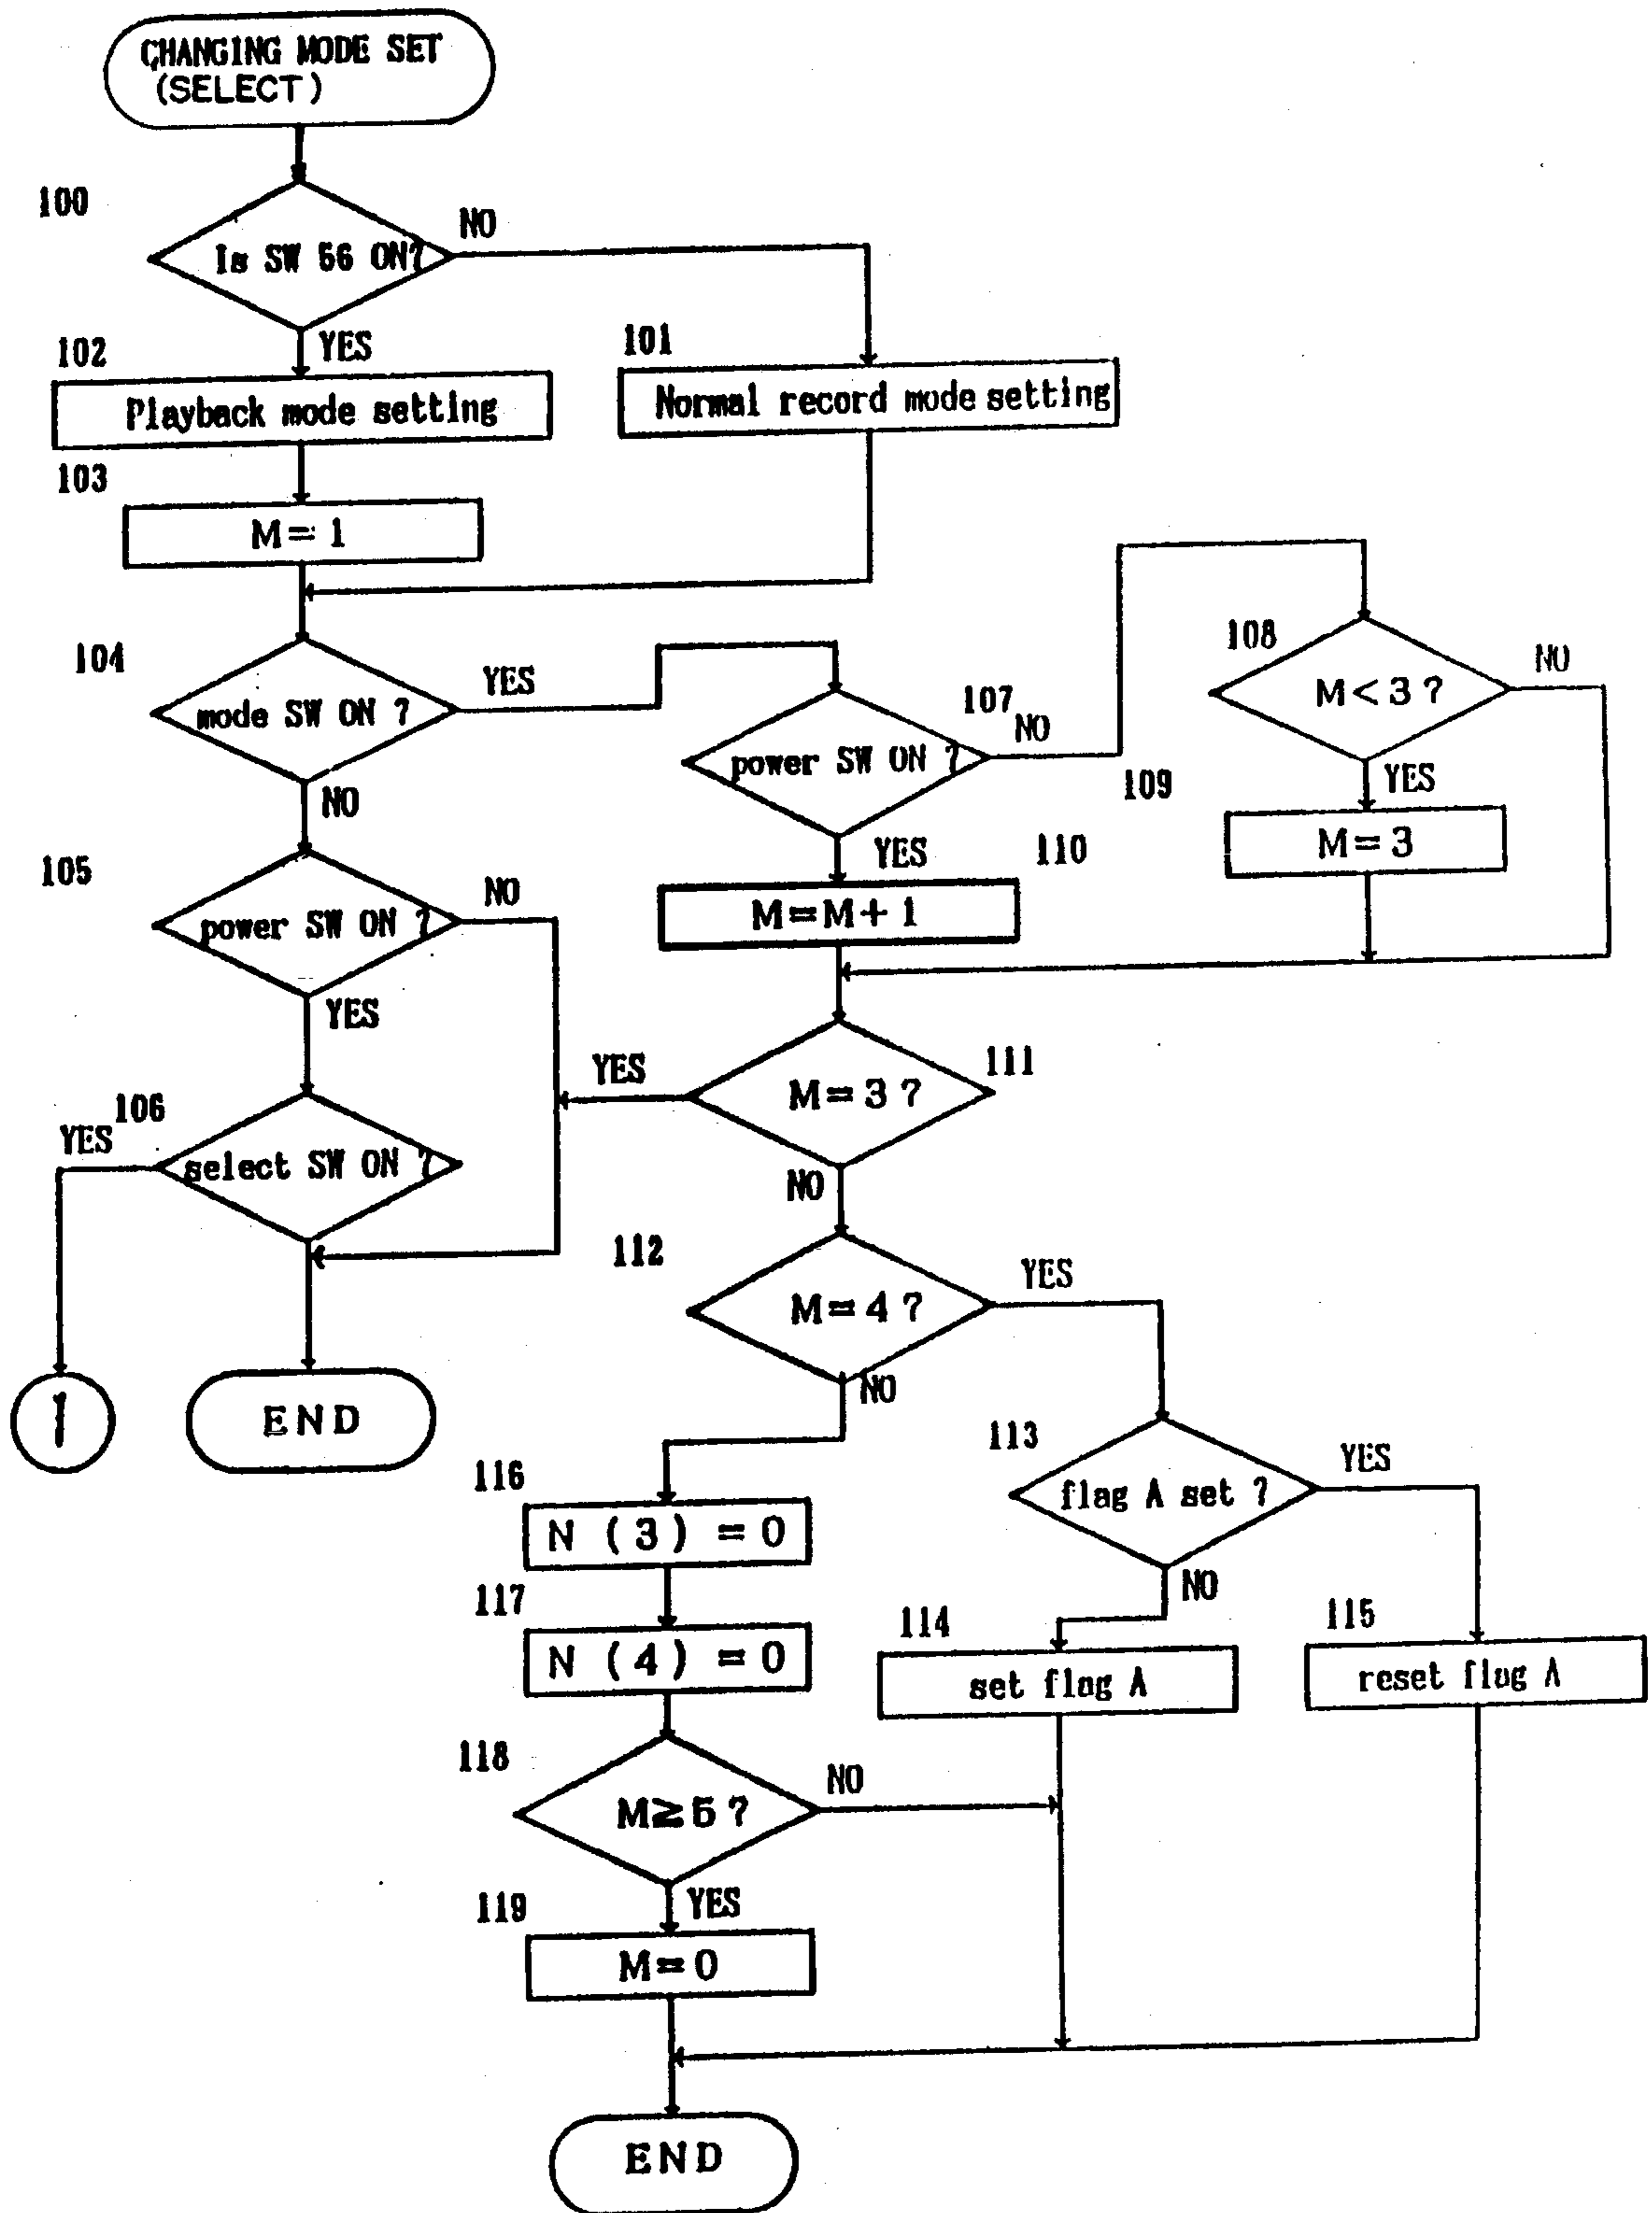 CHANGING MODE SET
(SELECT)
100
Is SW 56 ON?
NO
YES
102
Playback mode setting
101
Normal record mode setting
103
M=1
104
mode SW ON ?
YES
NO
107
power SW ON ?
NO
YES
108
M<3?
NO
YES
109
M=3
110
M=M+1
105
power SW ON ?
NO
YES
106
select SW ON ?
YES
1
END
111
M=3?
YES
NO
112
M=4?
YES
NO
113
flag A set ?
YES
NO
114
set flag A
115
reset flag A
116
N (3) =0
117
N (4) =0
118
M≧5?
NO
YES
119
M=0
END